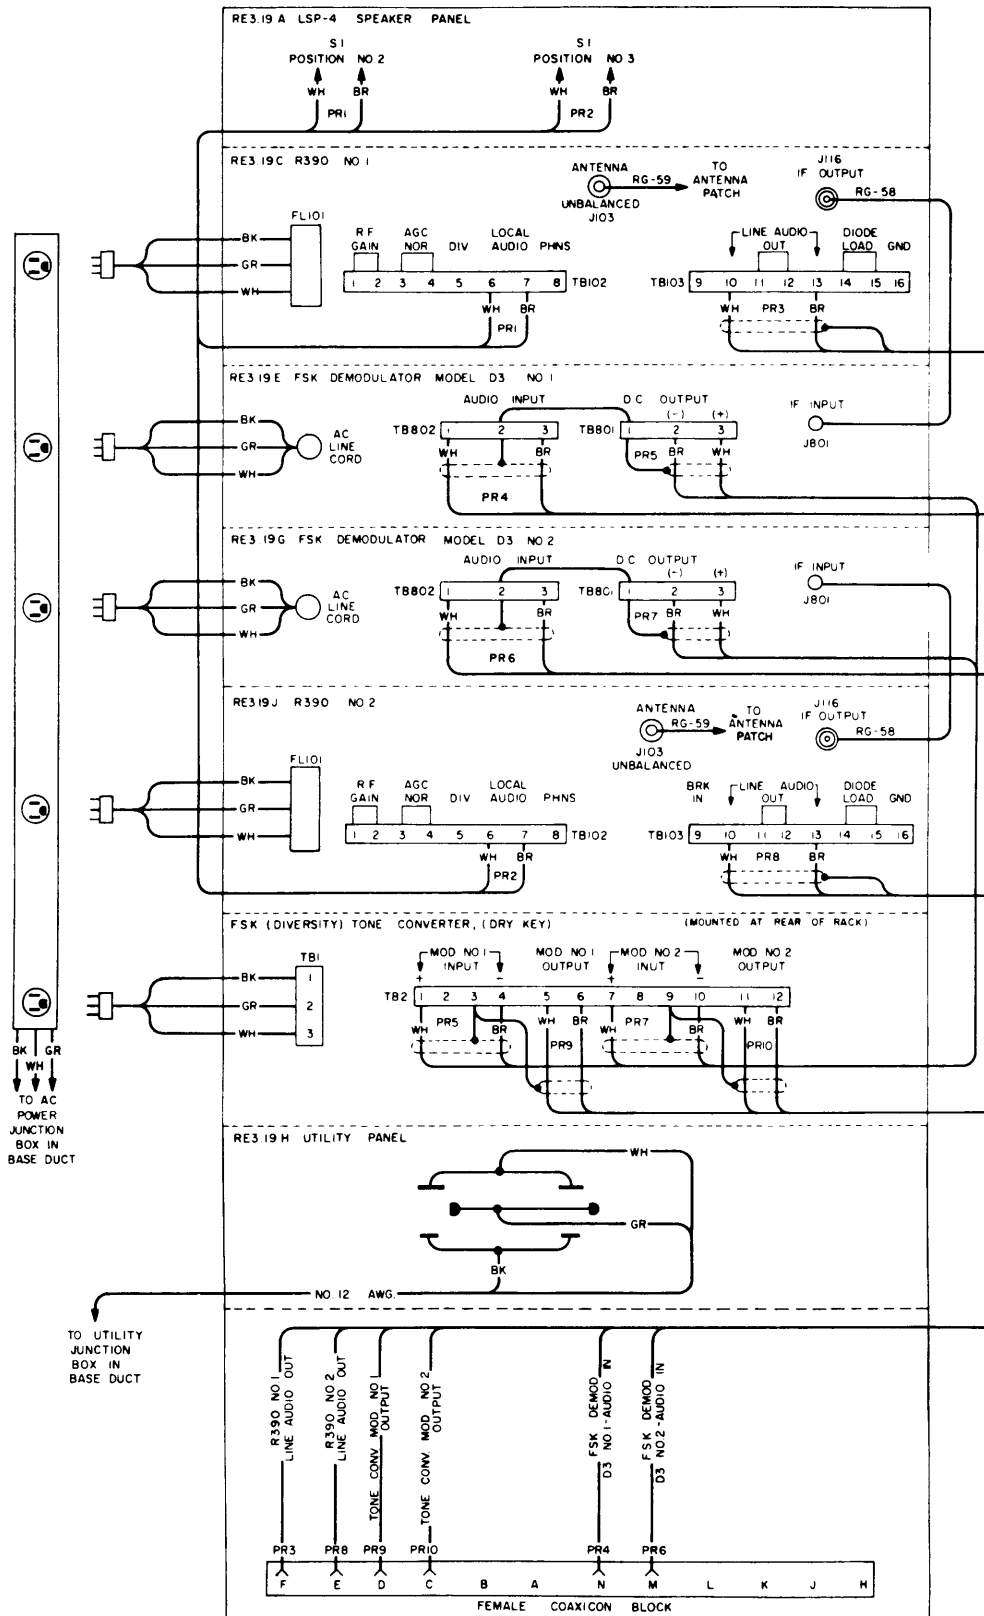 RE3.19 A LSP-4 SPEAKER PANEL
S1 POSITION NO.2
S1 POSITION NO.3
WH BR WH BR
PR1 PR2
RE3.19C R390 NO.1
ANTENNA
RG-59
TO ANTENNA PATCH
UNBALANCED
J103
J116
IF OUTPUT
RG-58
FL101
BK
GR
WH
RF GAIN
AGC NOR
DIV
LOCAL AUDIO
PHNS
1 2 3 4 5 6 7 8 TB102
WH BR
PR1
LINE AUDIO OUT
DIODE LOAD
GND
TB103 9 10 11 12 13 14 15 16
WH PR3 BR
RE3.19E FSK DEMODULATOR MODEL D3 NO.1
BK
GR
WH
AC LINE CORD
AUDIO INPUT
TB802 1 2 3
WH BR
PR4
DC OUTPUT
(-) (+)
TB801 1 2 3
PR5 BR WH
IF INPUT
J801
RE3.19G FSK DEMODULATOR MODEL D3 NO.2
BK
GR
WH
AC LINE CORD
AUDIO INPUT
TB802 1 2 3
WH BR
PR6
DC OUTPUT
(-) (+)
TB801 1 2 3
PR7 BR WH
IF INPUT
J801
RE3.19J R390 NO.2
ANTENNA
RG-59
TO ANTENNA PATCH
J103
UNBALANCED
J116
IF OUTPUT
RG-58
FL101
BK
GR
WH
RF GAIN
AGC NOR
DIV
LOCAL AUDIO
PHNS
1 2 3 4 5 6 7 8 TB102
WH BR
PR2
BRK IN
LINE AUDIO OUT
DIODE LOAD
GND
TB103 9 10 11 12 13 14 15 16
WH PR8 BR
FSK (DIVERSITY) TONE CONVERTER, (DRY KEY) (MOUNTED AT REAR OF RACK)
TB1
BK 1
GR 2
WH 3
MOD NO.1 INPUT
MOD NO.1 OUTPUT
MOD NO.2 INUT
MOD NO.2 OUTPUT
+ - + -
TB2 1 2 3 4 5 6 7 8 9 10 11 12
WH PR5 BR WH BR WH PR7 BR WH BR
PR9 PR10
BK WH GR
TO AC
POWER
JUNCTION
BOX IN
BASE DUCT
RE3.19H UTILITY PANEL
WH
GR
BK
NO.12 AWG.
TO UTILITY
JUNCTION
BOX IN
BASE DUCT
R390 NO.1
LINE AUDIO OUT
R390 NO.2
LINE AUDIO OUT
TONE CONV. MOD NO.1
OUTPUT
TONE CONV. MOD NO.2
OUTPUT
FSK DEMOD
D3 NO.1-AUDIO IN
FSK DEMOD
D3 NO.2-AUDIO IN
PR3 PR8 PR9 PR10 PR4 PR6
F E D C B A N M L K J H
FEMALE COAXICON BLOCK